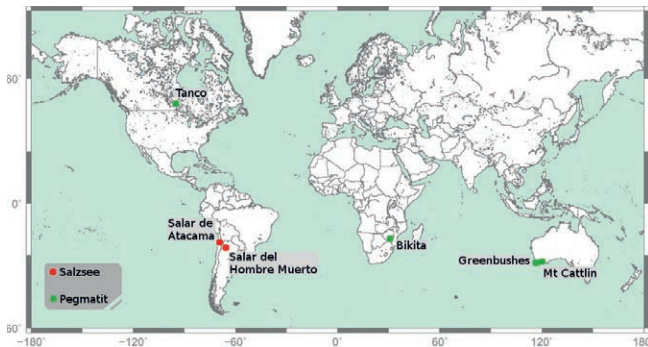 60°
Tanco
0°
Salar de
Atacama
Salar del
Hombre Muerto
Bikita
Greenbushes
Mt Cattlin
Salzsee
Pegmatit
60°
−180° −120° −60° 0° 60° 120° 180°